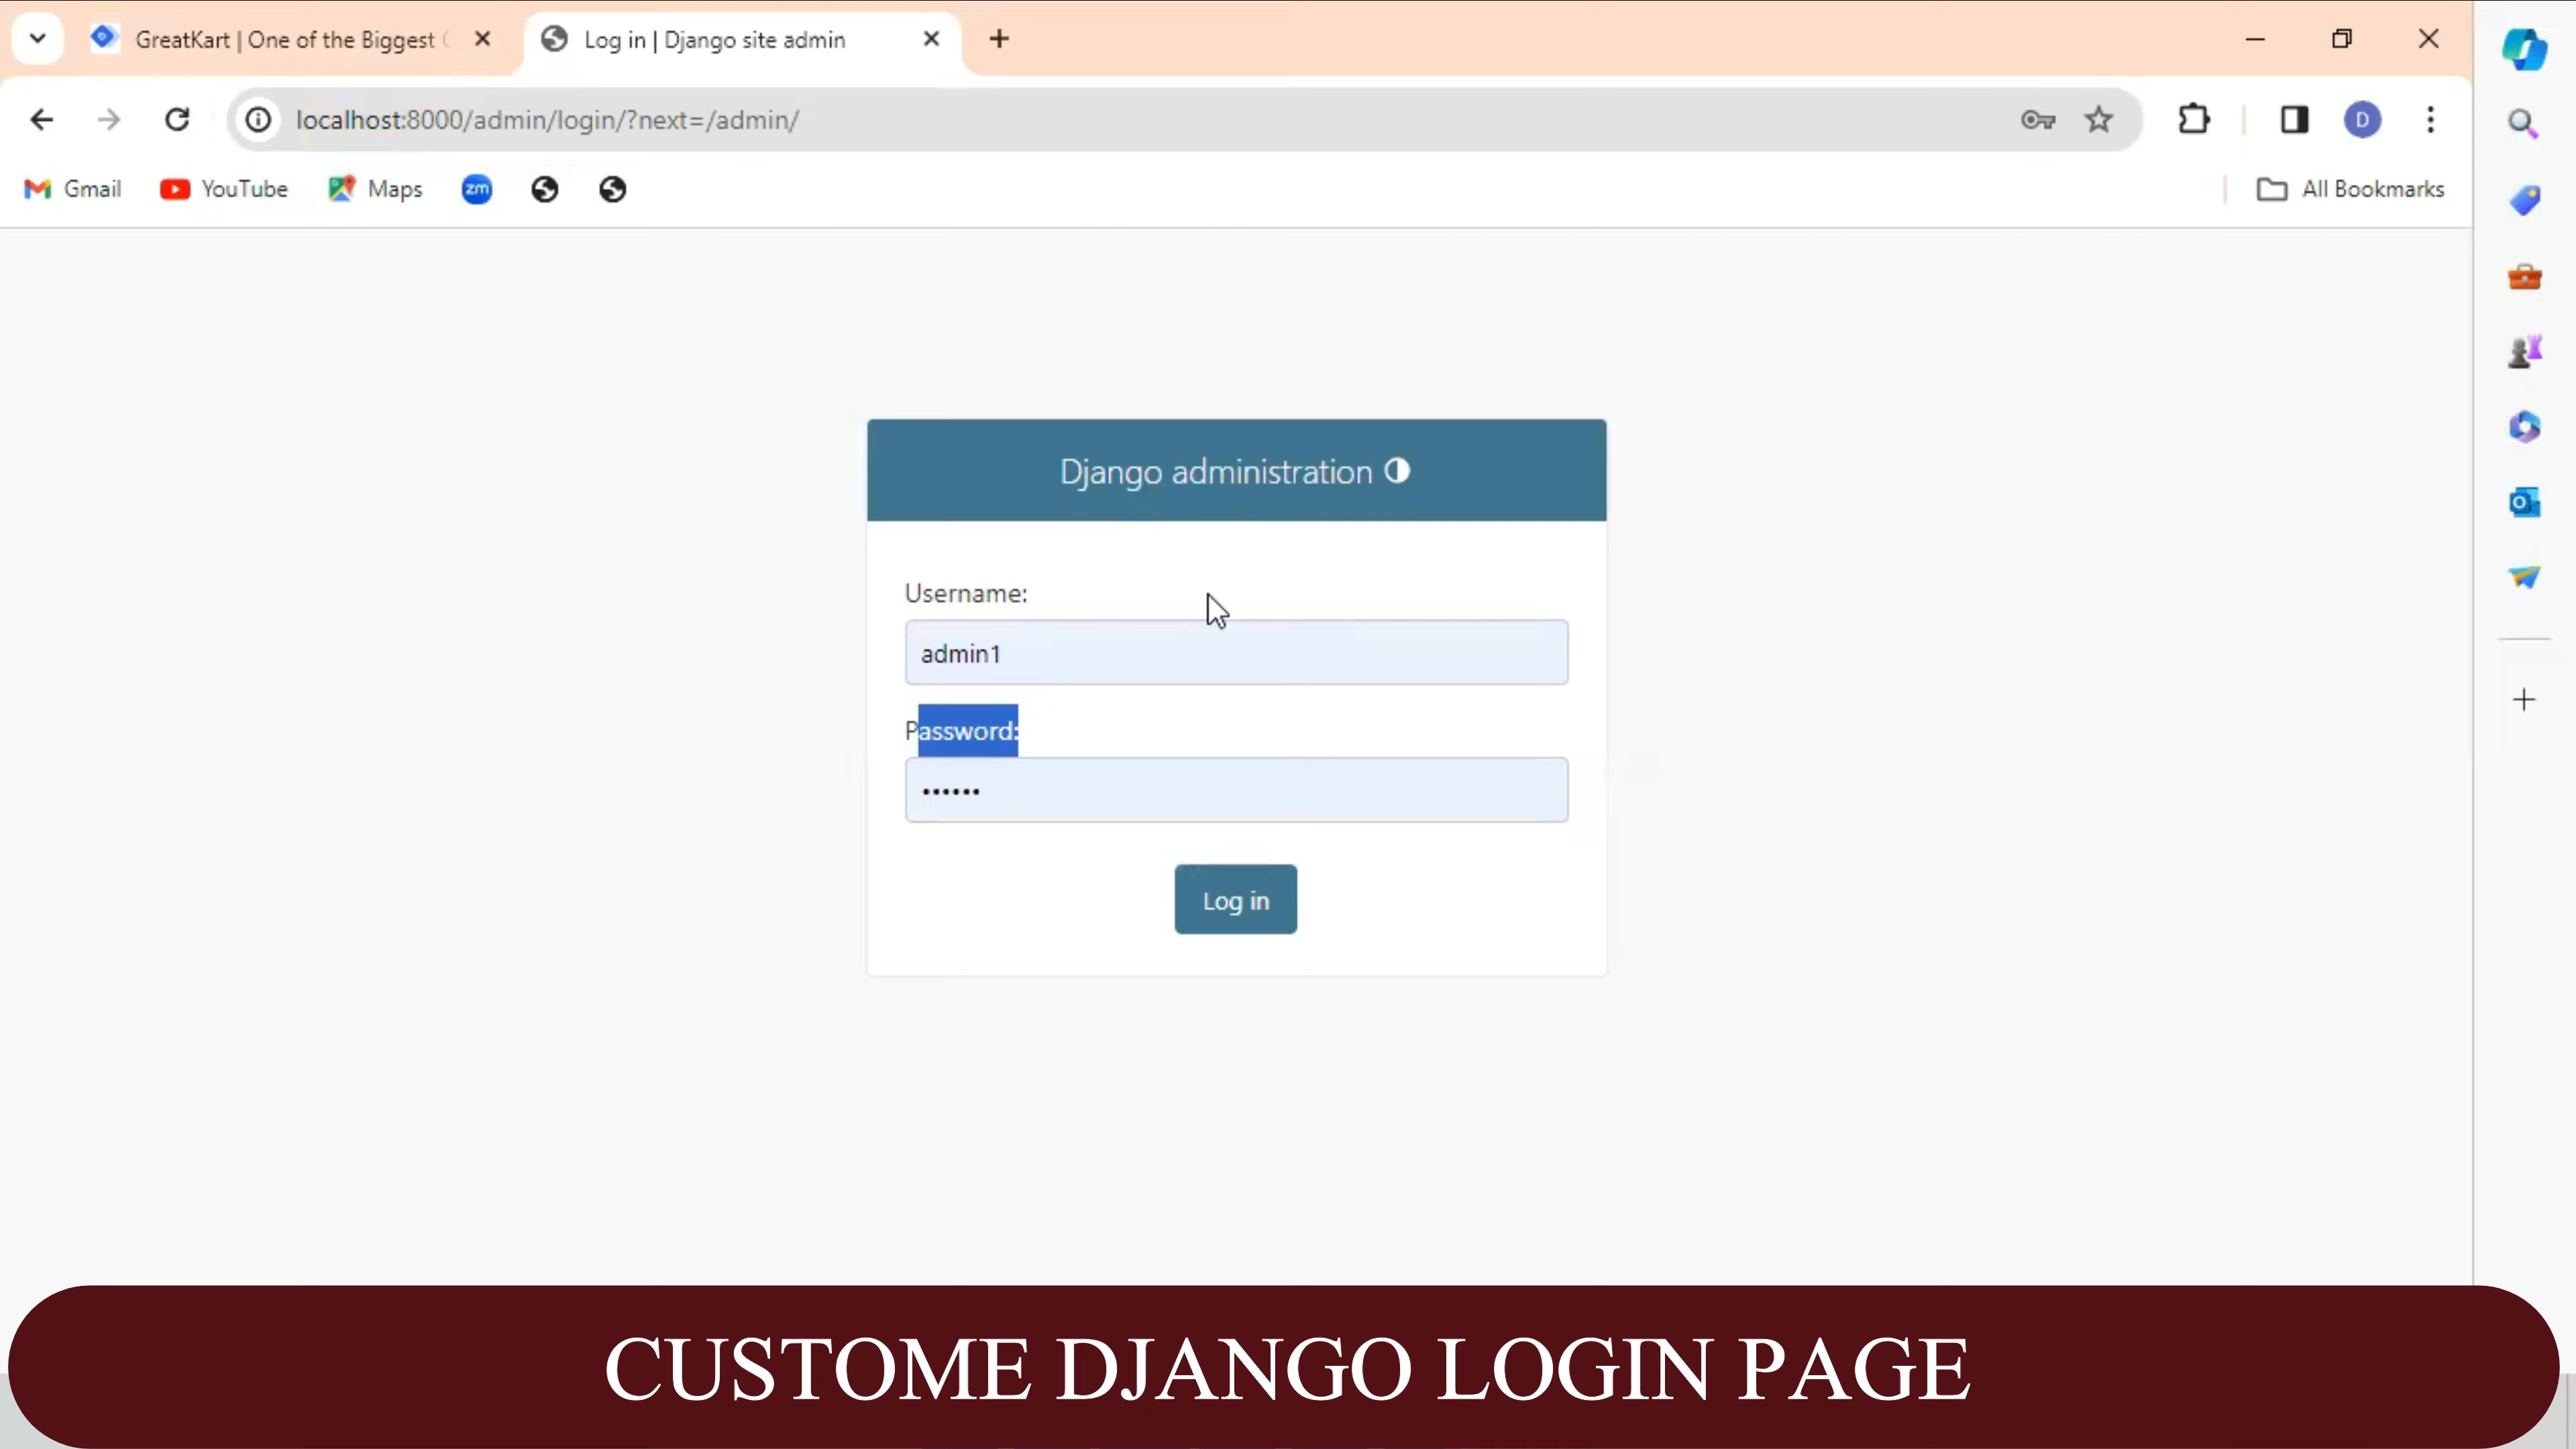 GreatKart | One of the Biggest
Log in | Django site admin
localhost:8000/admin/login/?next=/admin/
D
Gmail
YouTube
Maps
zm
All Bookmarks
Django administration
Username:
admin1
Password:
••••••
Log in
CUSTOME DJANGO LOGIN PAGE